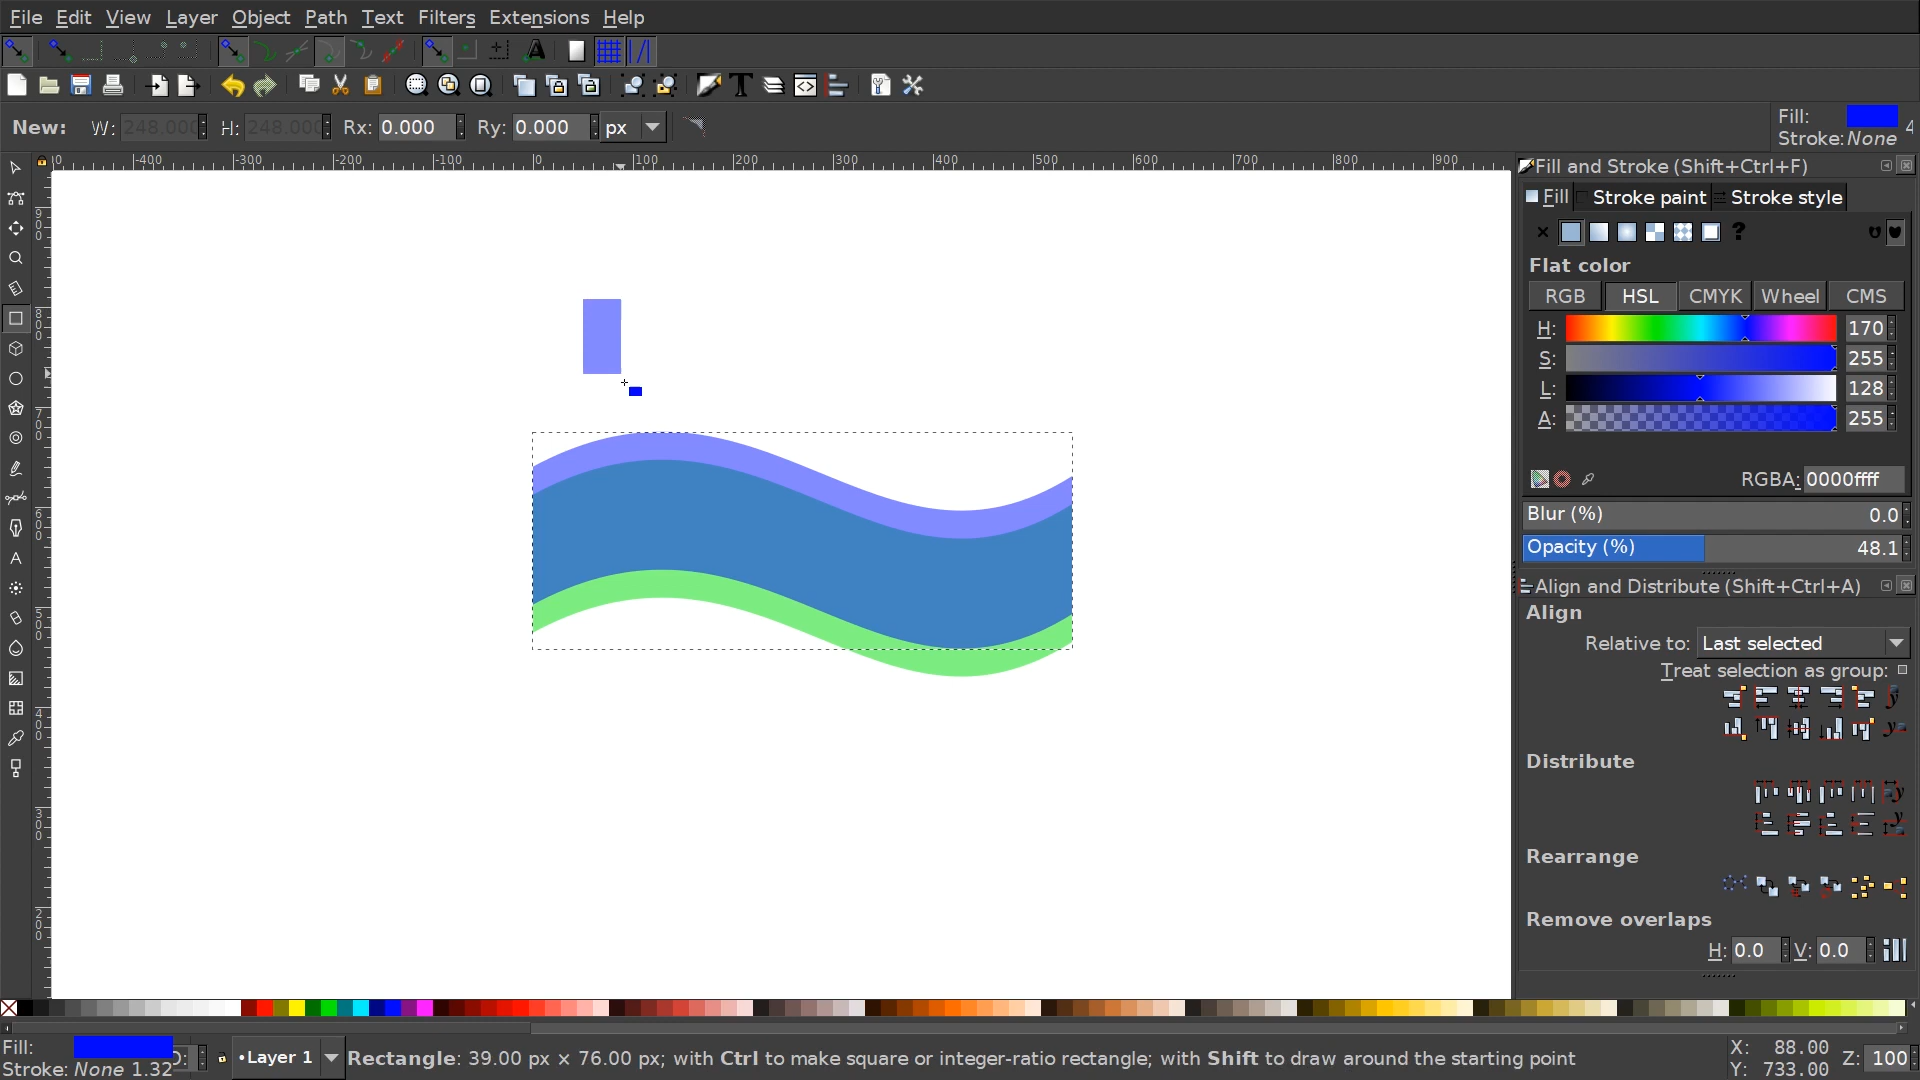 File Edit View Layer Object Path Text Filters Extensions Help
New: W: 248.000 H: 248.000 Rx: 0.000 Ry: 0.000 px
Fill:
Stroke: None
-400 -300 -200 -100 0 100 200 300 400 500 600 700 800 900
Fill and Stroke (Shift+Ctrl+F)
Fill Stroke paint Stroke style
Flat color
RGB HSL CMYK Wheel CMS
H: 170
S: 255
L: 128
A: 255
RGBA: 0000ffff
Blur (%) 0.0
Opacity (%) 48.1
Align and Distribute (Shift+Ctrl+A)
Align
Relative to: Last selected
Treat selection as group:
Distribute
Rearrange
Remove overlaps
H: 0.0 V: 0.0
Fill:
Stroke: None 1.32
•Layer 1
Rectangle: 39.00 px × 76.00 px; with Ctrl to make square or integer-ratio rectangle; with Shift to draw around the starting point
X: 88.00
Y: 733.00
Z: 100